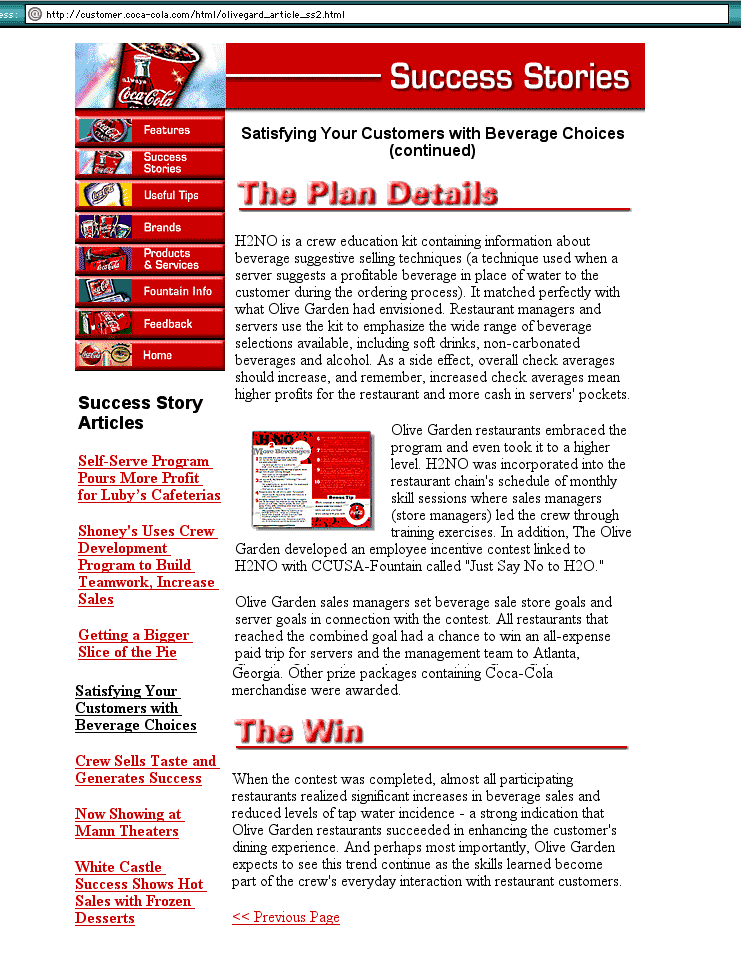 http://customer.coca-cola.com/html/olivegard_article_ss2.html
always
Coca-Cola
Success Stories
Features
Success
Stories
Useful Tips
Brands
Products
& Services
Fountain Info
Feedback
Home
Success Story
Articles
Self-Serve Program
Pours More Profit
for Luby's Cafeterias
Shoney's Uses Crew
Development
Program to Build
Teamwork, Increase
Sales
Getting a Bigger
Slice of the Pie
Satisfying Your
Customers with
Beverage Choices
Crew Sells Taste and
Generates Success
Now Showing at
Mann Theaters
White Castle
Success Shows Hot
Sales with Frozen
Desserts
Satisfying Your Customers with Beverage Choices
(continued)
The Plan Details
H2NO is a crew education kit containing information about
beverage suggestive selling techniques (a technique used when a
server suggests a profitable beverage in place of water to the
customer during the ordering process). It matched perfectly with
what Olive Garden had envisioned. Restaurant managers and
servers use the kit to emphasize the wide range of beverage
selections available, including soft drinks, non-carbonated
beverages and alcohol. As a side effect, overall check averages
should increase, and remember, increased check averages mean
higher profits for the restaurant and more cash in servers' pockets.
H2NO
More Beverages
Bonus Tip
Olive Garden restaurants embraced the
program and even took it to a higher
level. H2NO was incorporated into the
restaurant chain's schedule of monthly
skill sessions where sales managers
(store managers) led the crew through
training exercises. In addition, The Olive
Garden developed an employee incentive contest linked to
H2NO with CCUSA-Fountain called "Just Say No to H2O."
Olive Garden sales managers set beverage sale store goals and
server goals in connection with the contest. All restaurants that
reached the combined goal had a chance to win an all-expense
paid trip for servers and the management team to Atlanta,
Georgia. Other prize packages containing Coca-Cola
merchandise were awarded.
The Win
When the contest was completed, almost all participating
restaurants realized significant increases in beverage sales and
reduced levels of tap water incidence - a strong indication that
Olive Garden restaurants succeeded in enhancing the customer's
dining experience. And perhaps most importantly, Olive Garden
expects to see this trend continue as the skills learned become
part of the crew's everyday interaction with restaurant customers.
<< Previous Page